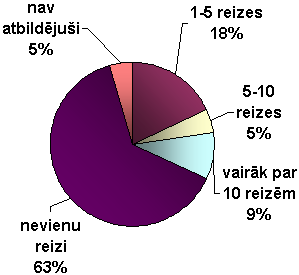 nav
atbildējuši
5%
1-5 reizes
18%
5-10
reizes
5%
vairāk par
10 reizēm
9%
nevienu
reizi
63%